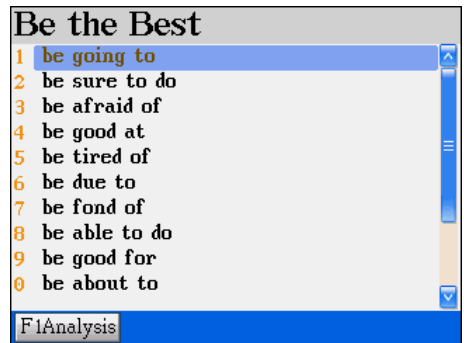 Be the Best
1 be going to
2 be sure to do
3 be afraid of
4 be good at
5 be tired of
6 be due to
7 be fond of
8 be able to do
9 be good for
0 be about to
F1Analysis